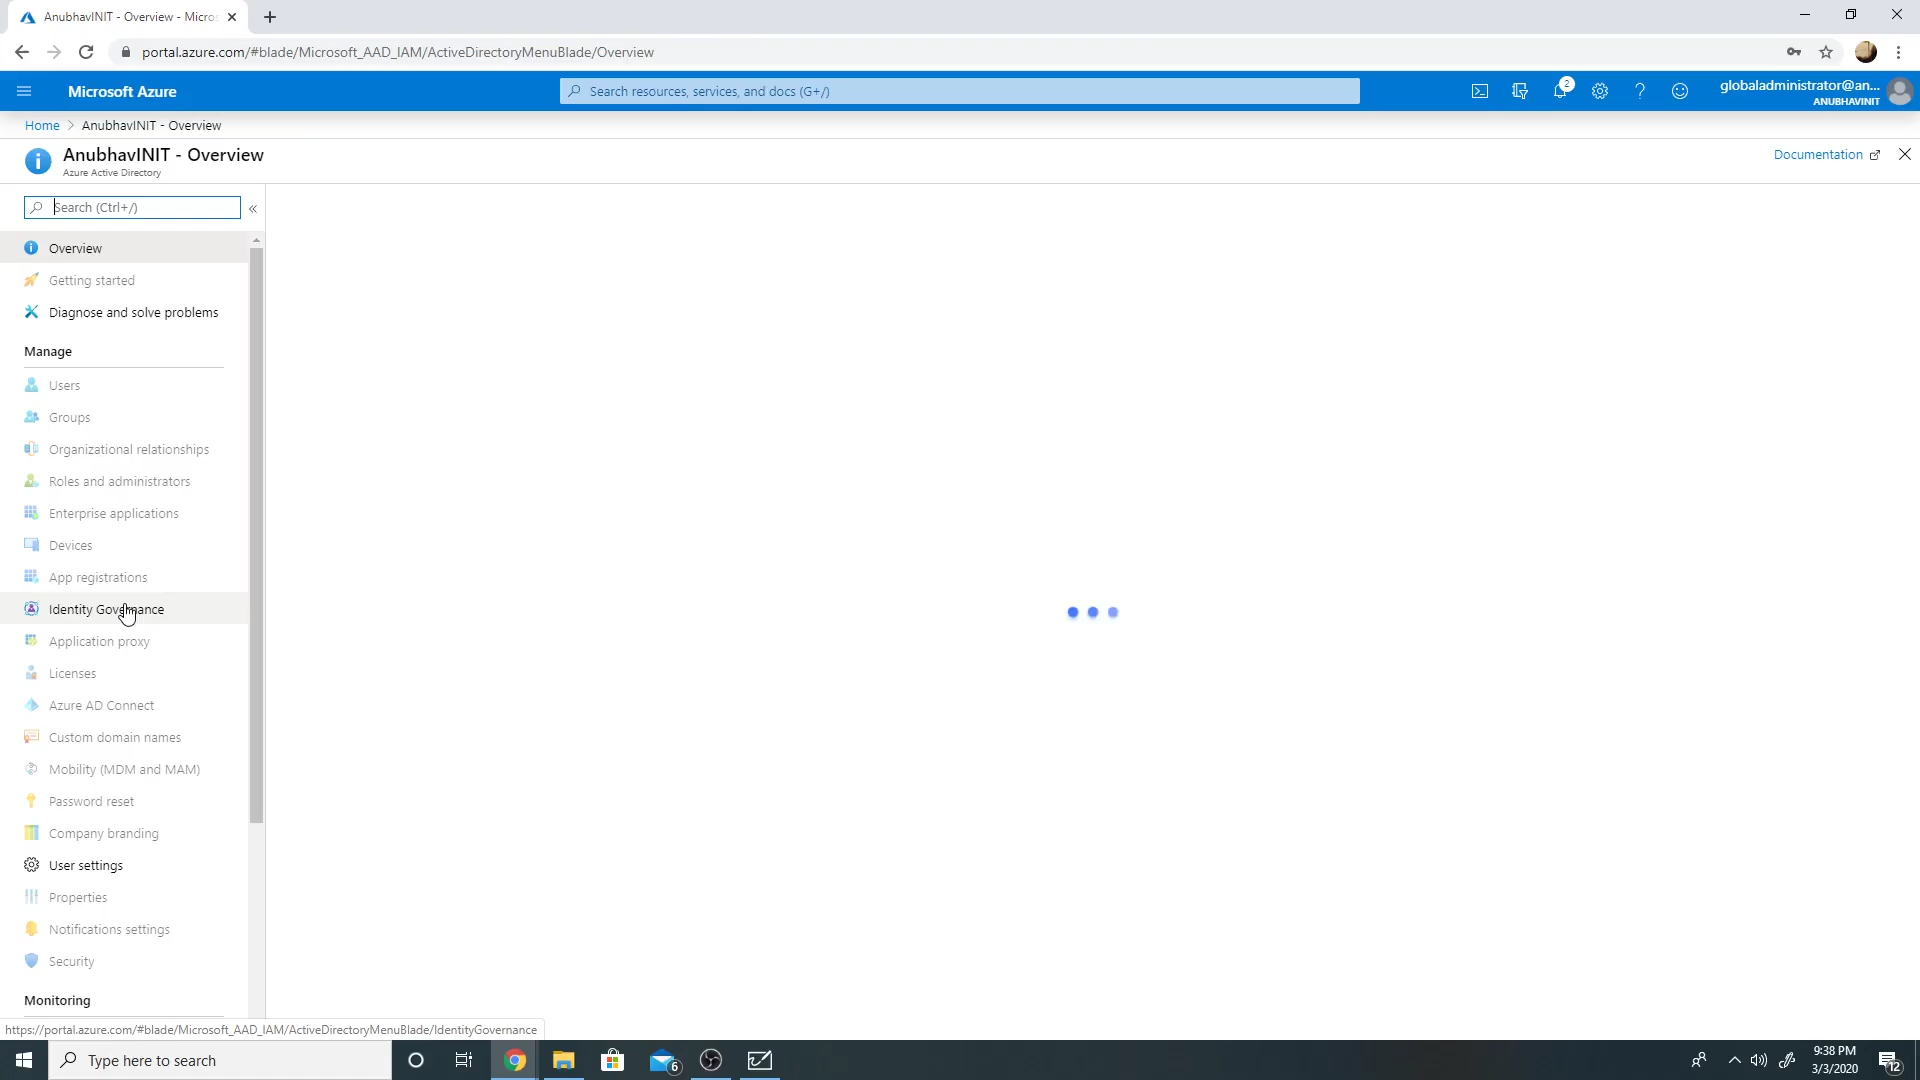 AnubhavINIT - Overview - Micros
portal.azure.com/#blade/Microsoft_AAD_IAM/ActiveDirectoryMenuBlade/Overview
Microsoft Azure
Search resources, services, and docs (G+/)
2
globaladministrator@an...
ANUBHAVINIT
Home > AnubhavINIT - Overview
AnubhavINIT - Overview
Azure Active Directory
Documentation
Search (Ctrl+/)
«
Overview
Getting started
Diagnose and solve problems
Manage
Users
Groups
Organizational relationships
Roles and administrators
Enterprise applications
Devices
App registrations
Identity Governance
Application proxy
Licenses
Azure AD Connect
Custom domain names
Mobility (MDM and MAM)
Password reset
Company branding
User settings
Properties
Notifications settings
Security
Monitoring
https://portal.azure.com/#blade/Microsoft_AAD_IAM/ActiveDirectoryMenuBlade/IdentityGovernance
Type here to search
6
9:38 PM
3/3/2020
12